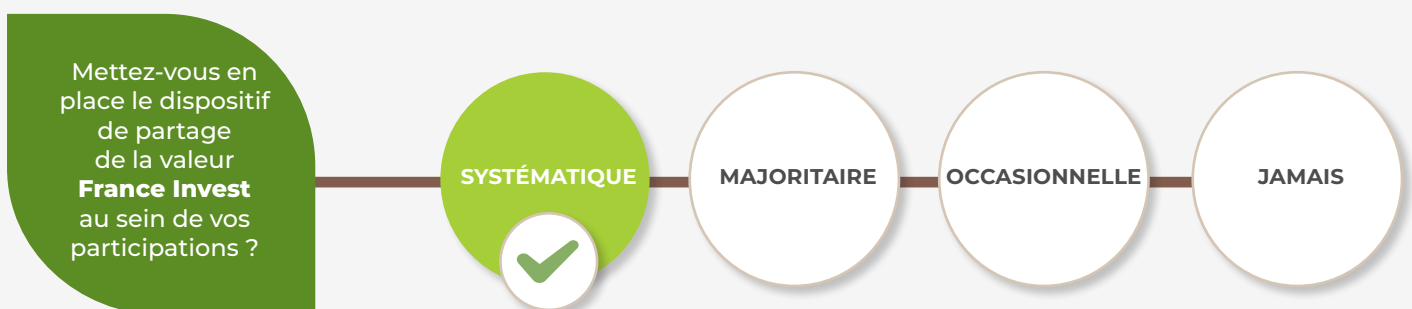 Mettez-vous en
place le dispositif
de partage
de la valeur
France Invest
au sein de vos
participations ?
SYSTÉMATIQUE
MAJORITAIRE
OCCASIONNELLE
JAMAIS